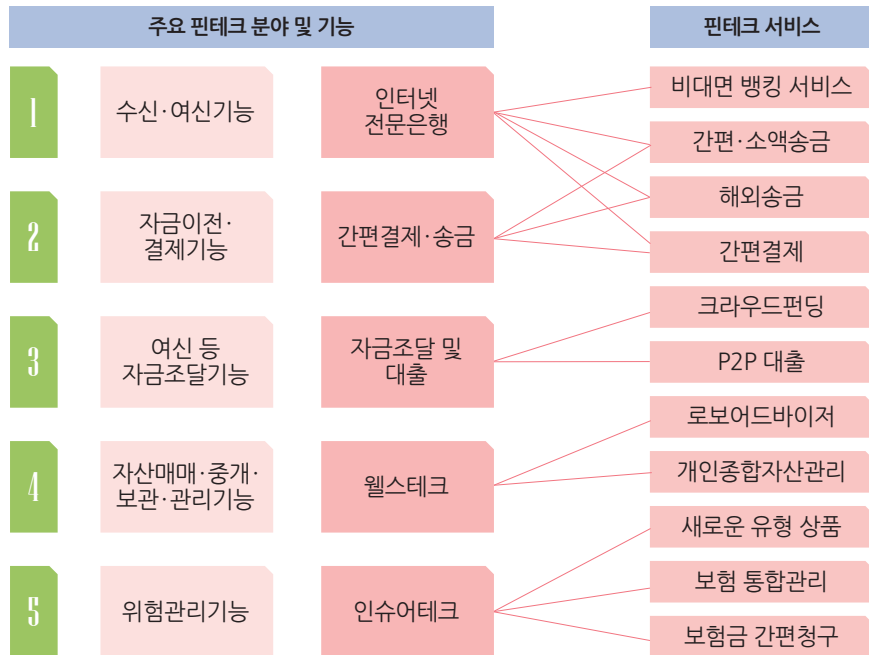 주요 핀테크 분야 및 기능
핀테크 서비스
1
수신·여신기능
인터넷
전문은행
2
자금이전·
결제기능
간편결제·송금
3
여신 등
자금조달기능
자금조달 및
대출
4
자산매매·중개·
보관·관리기능
웰스테크
5
위험관리기능
인슈어테크
비대면 뱅킹 서비스
간편·소액송금
해외송금
간편결제
크라우드펀딩
P2P 대출
로보어드바이저
개인종합자산관리
새로운 유형 상품
보험 통합관리
보험금 간편청구